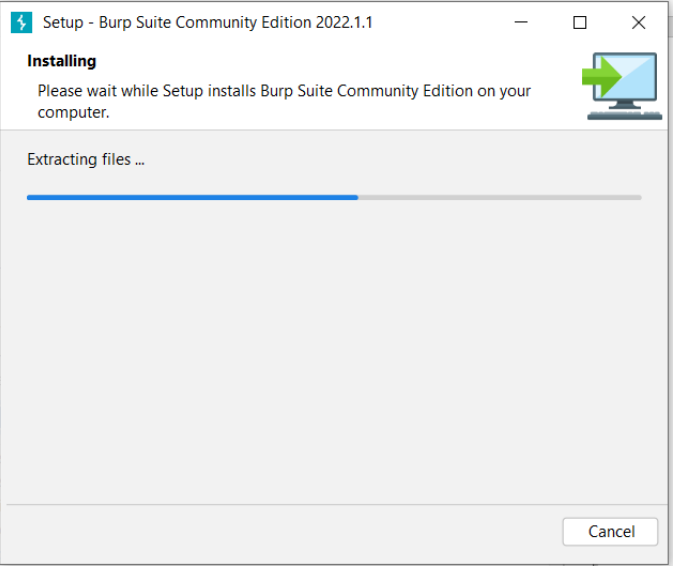 Setup - Burp Suite Community Edition 2022.1.1
Installing
Please wait while Setup installs Burp Suite Community Edition on your
computer.
Extracting files ...
Cancel